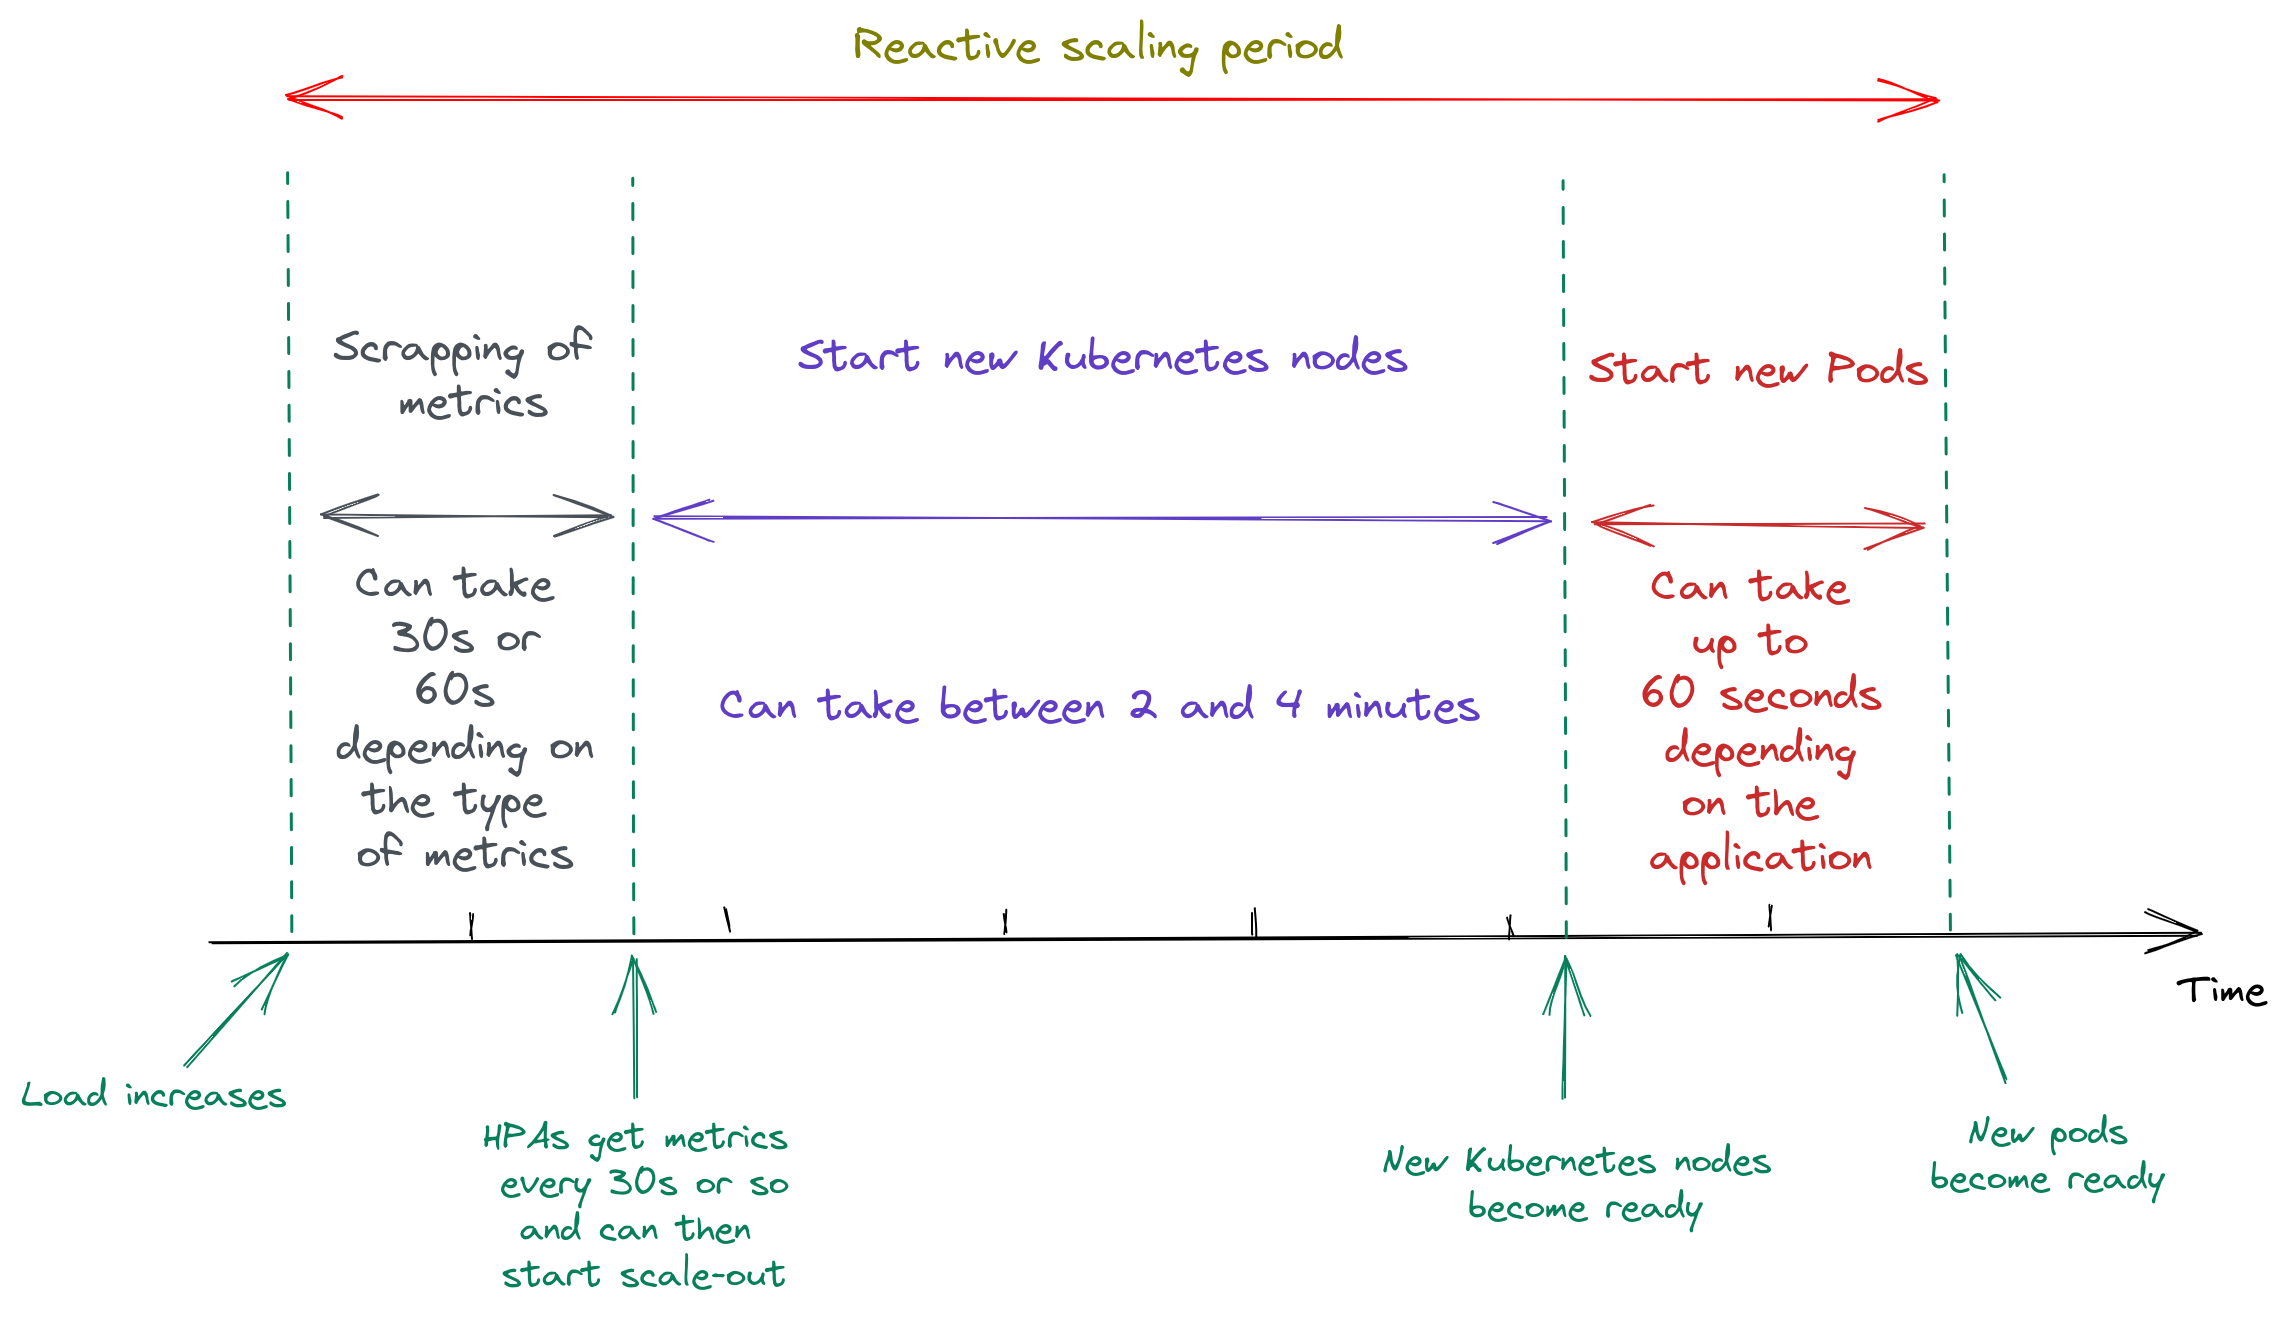 Reactive scaling period
Scrapping of
metrics
Start new Kubernetes nodes
Start new Pods
Can take
30s or
60s
depending on
the type
of metrics
Can take between 2 and 4 minutes
Can take
up to
60 seconds
depending
on the
application
Time
Load increases
HPAs get metrics
every 30s or so
and can then
start scale-out
New Kubernetes nodes
become ready
New pods
become ready